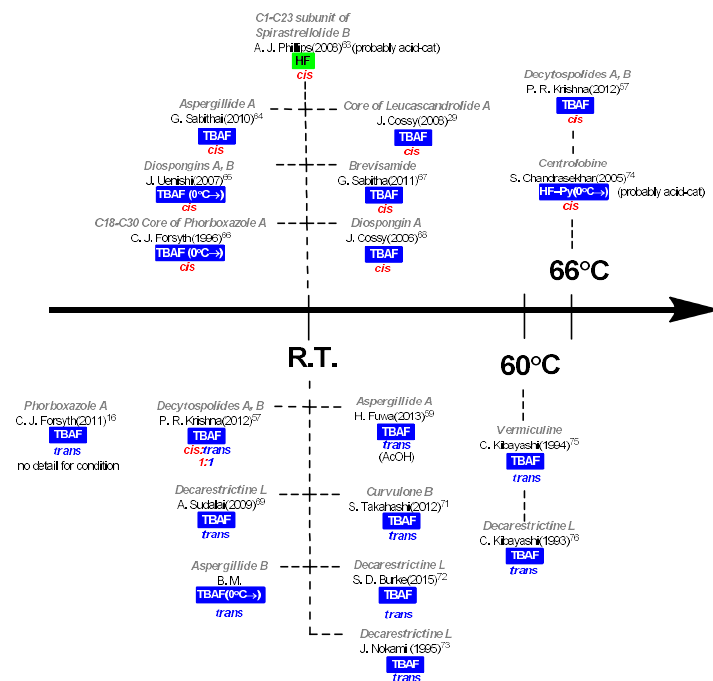 C1-C23 subunit of
Spirastrellolide B
A. J. Phillips(2008)63 (probably acid-cat)
HF
cis
Aspergillide A
G. Sabithai(2010)64
TBAF
cis
Core of Leucascandrolide A
J. Cossy(2008)29
TBAF
cis
Diospongins A, B
J. Uenishi(2007)65
TBAF (0°C→)
cis
Brevisamide
G. Sabitha(2011)67
TBAF
cis
C18-C30 Core of Phorboxazole A
C. J. Forsyth(1996)66
TBAF (0°C→)
cis
Diospongin A
J. Cossy(2006)68
TBAF
cis
Decytospolides A, B
P. R. Krishna(2012)57
TBAF
cis
Centrolobine
S. Chandrasekhar(2005)74
HF–Py(0°C→) (probably acid-cat)
cis
66°C
R.T.
60°C
Phorboxazole A
C. J. Forsyth(2011)16
TBAF
trans
no detail for condition
Decytospolides A, B
P. R. Krishna(2012)57
TBAF
cis:trans
1:1
Aspergillide A
H. Fuwa(2013)59
TBAF
trans
(AcOH)
Decarestrictine L
A. Sudalai(2009)69
TBAF
trans
Curvulone B
S. Takahashi(2012)71
TBAF
trans
Aspergillide B
B. M.
TBAF(0°C→)
trans
Decarestrictine L
S. D. Burke(2015)72
TBAF
trans
Decarestrictine L
J. Nokami(1995)73
TBAF
trans
Vermiculine
C. Kibayashi(1994)75
TBAF
trans
Decarestrictine L
C. Kibayashi(1993)76
TBAF
trans